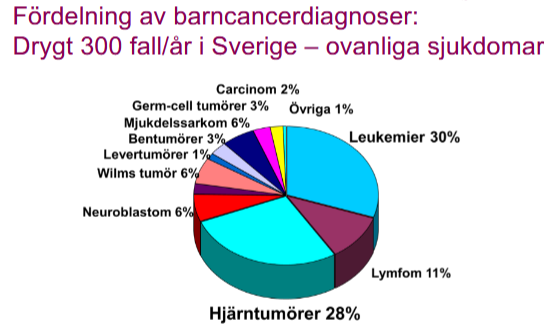 Fördelning av barncancerdiagnoser:
Drygt 300 fall/år i Sverige – ovanliga sjukdomar
Carcinom 2%
Germ-cell tumörer 3%
Övriga 1%
Mjukdelssarkom 6%
Leukemier 30%
Bentumörer 3%
Levertumörer 1%
Wilms tumör 6%
Neuroblastom 6%
Lymfom 11%
Hjärntumörer 28%